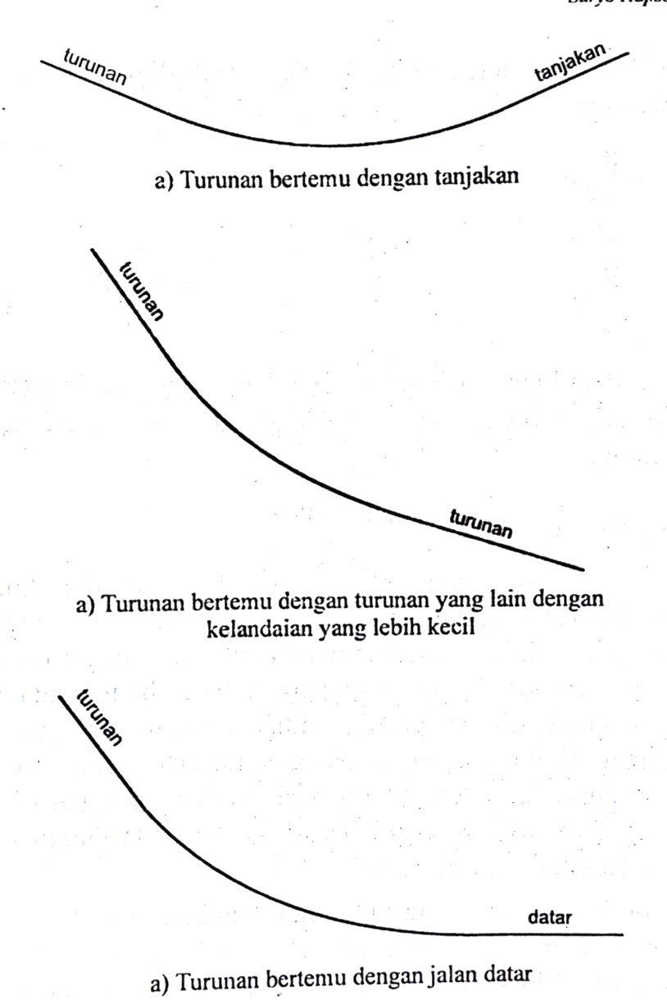 turunan
tanjakan
a) Turunan bertemu dengan tanjakan
turunan
turunan
a) Turunan bertemu dengan turunan yang lain dengan
kelandaian yang lebih kecil
turunan
datar
a) Turunan bertemu dengan jalan datar